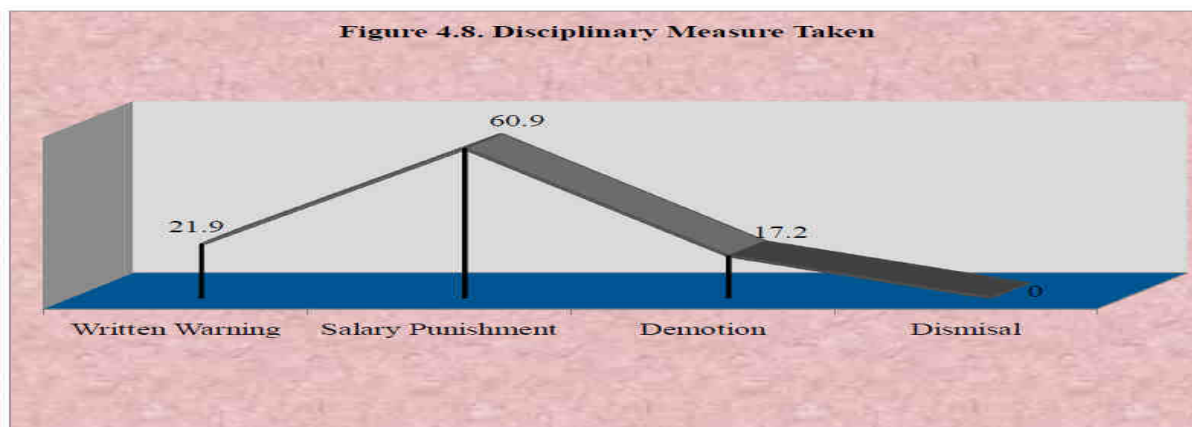 Figure 4.8. Disciplinary Measure Taken
60.9
21.9
17.2
0
Written Warning Salary Punishment Demotion Dismisal